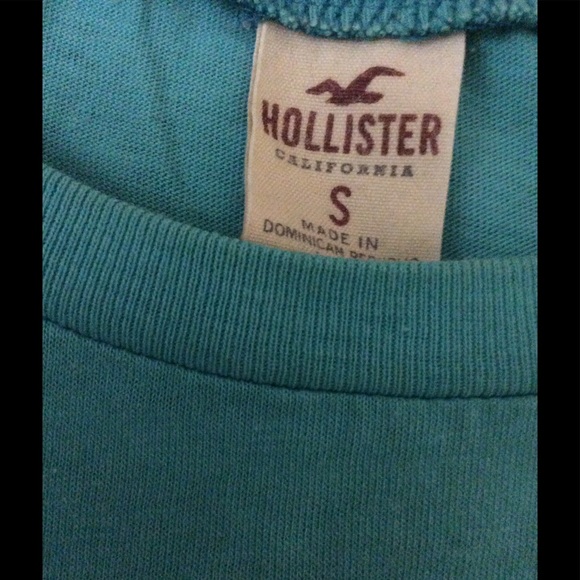 HOLLISTER
CALIFORNIA
S
MADE IN
DOMINICAN